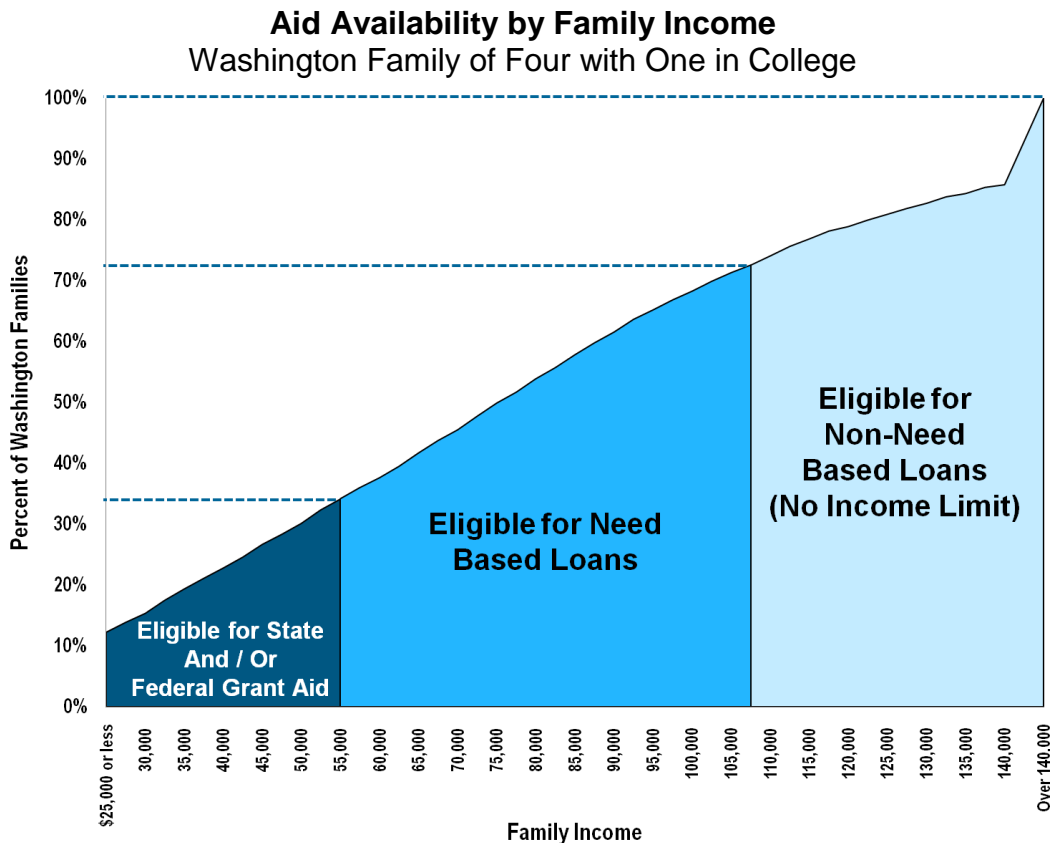 Aid Availability by Family Income
Washington Family of Four with One in College
Percent of Washington Families
100%
90%
80%
70%
60%
50%
40%
30%
20%
10%
0%
Eligible for State
And / Or
Federal Grant Aid
Eligible for Need
Based Loans
Eligible for
Non-Need
Based Loans
(No Income Limit)
$25,000 or less
30,000
35,000
40,000
45,000
50,000
55,000
60,000
65,000
70,000
75,000
80,000
85,000
90,000
95,000
100,000
105,000
110,000
115,000
120,000
125,000
130,000
135,000
140,000
Over 140.000
Family Income